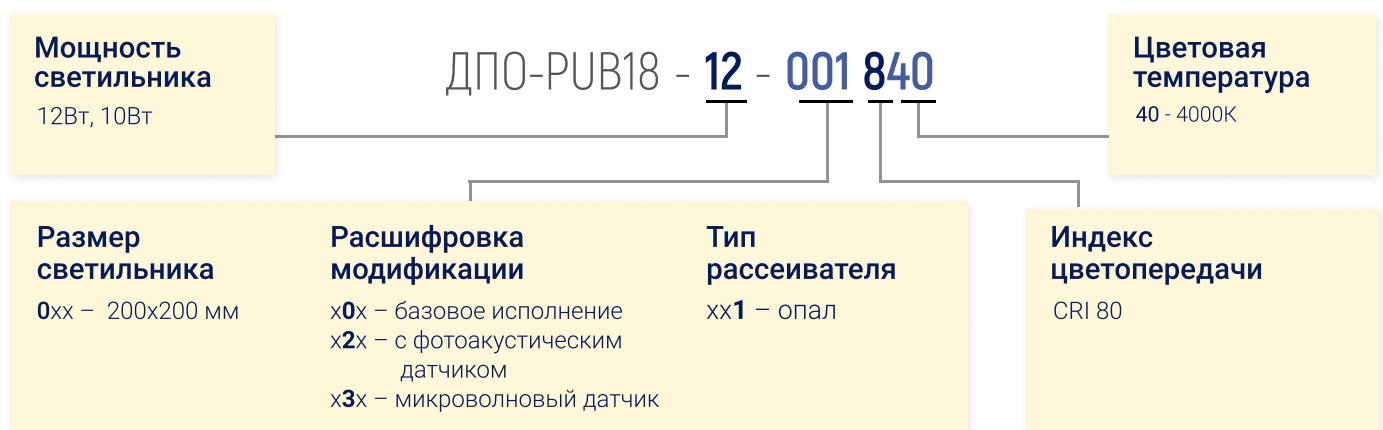 Мощность
светильника
12Вт, 10Вт
ДПО-PUB18 - 12 - 001 840
Цветовая
температура
40 - 4000К
Размер
светильника
0хх – 200х200 мм
Расшифровка
модификации
х0х – базовое исполнение
х2х – с фотоакустическим
датчиком
х3х – микроволновый датчик
Тип
рассеивателя
хх1 – опал
Индекс
цветопередачи
CRI 80